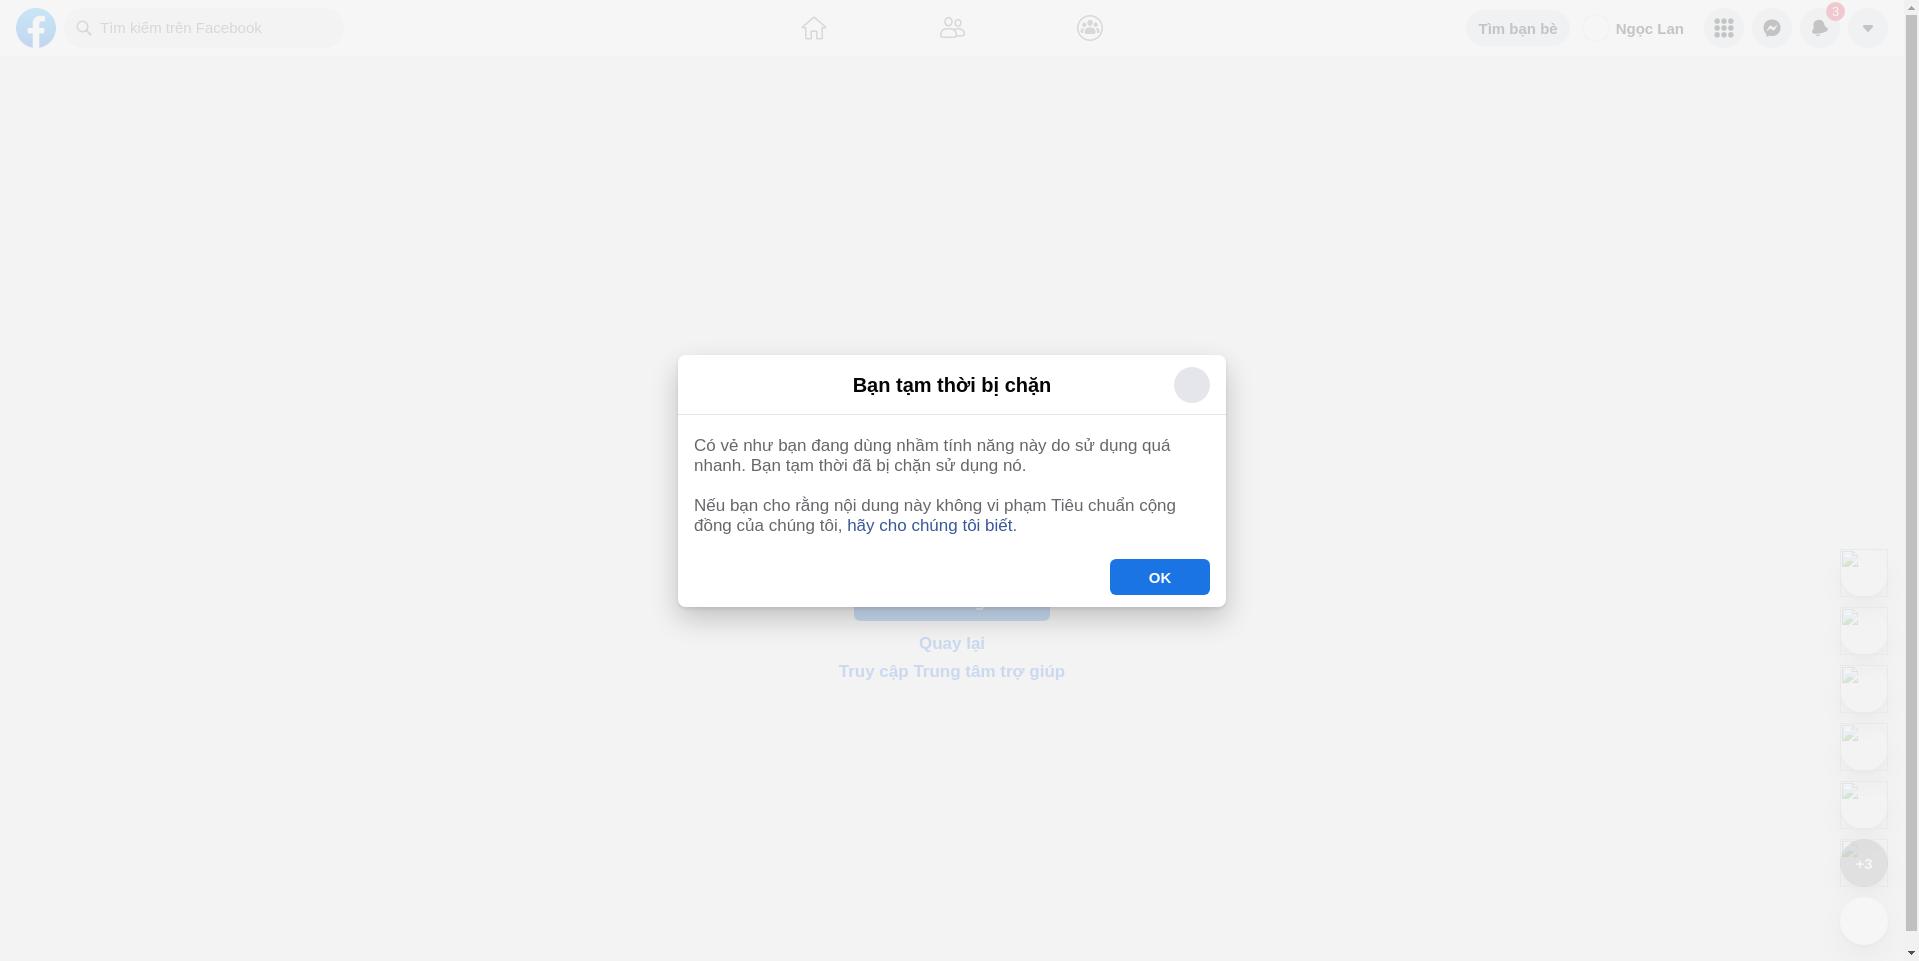 Tìm kiếm trên Facebook
Tìm bạn bè
Ngọc Lan
3
Bạn tạm thời bị chặn
Có vẻ như bạn đang dùng nhầm tính năng này do sử dụng quá
nhanh. Bạn tạm thời đã bị chặn sử dụng nó.
Nếu bạn cho rằng nội dung này không vi phạm Tiêu chuẩn cộng
đồng của chúng tôi, hãy cho chúng tôi biết.
OK
Quay lại
Truy cập Trung tâm trợ giúp
+3